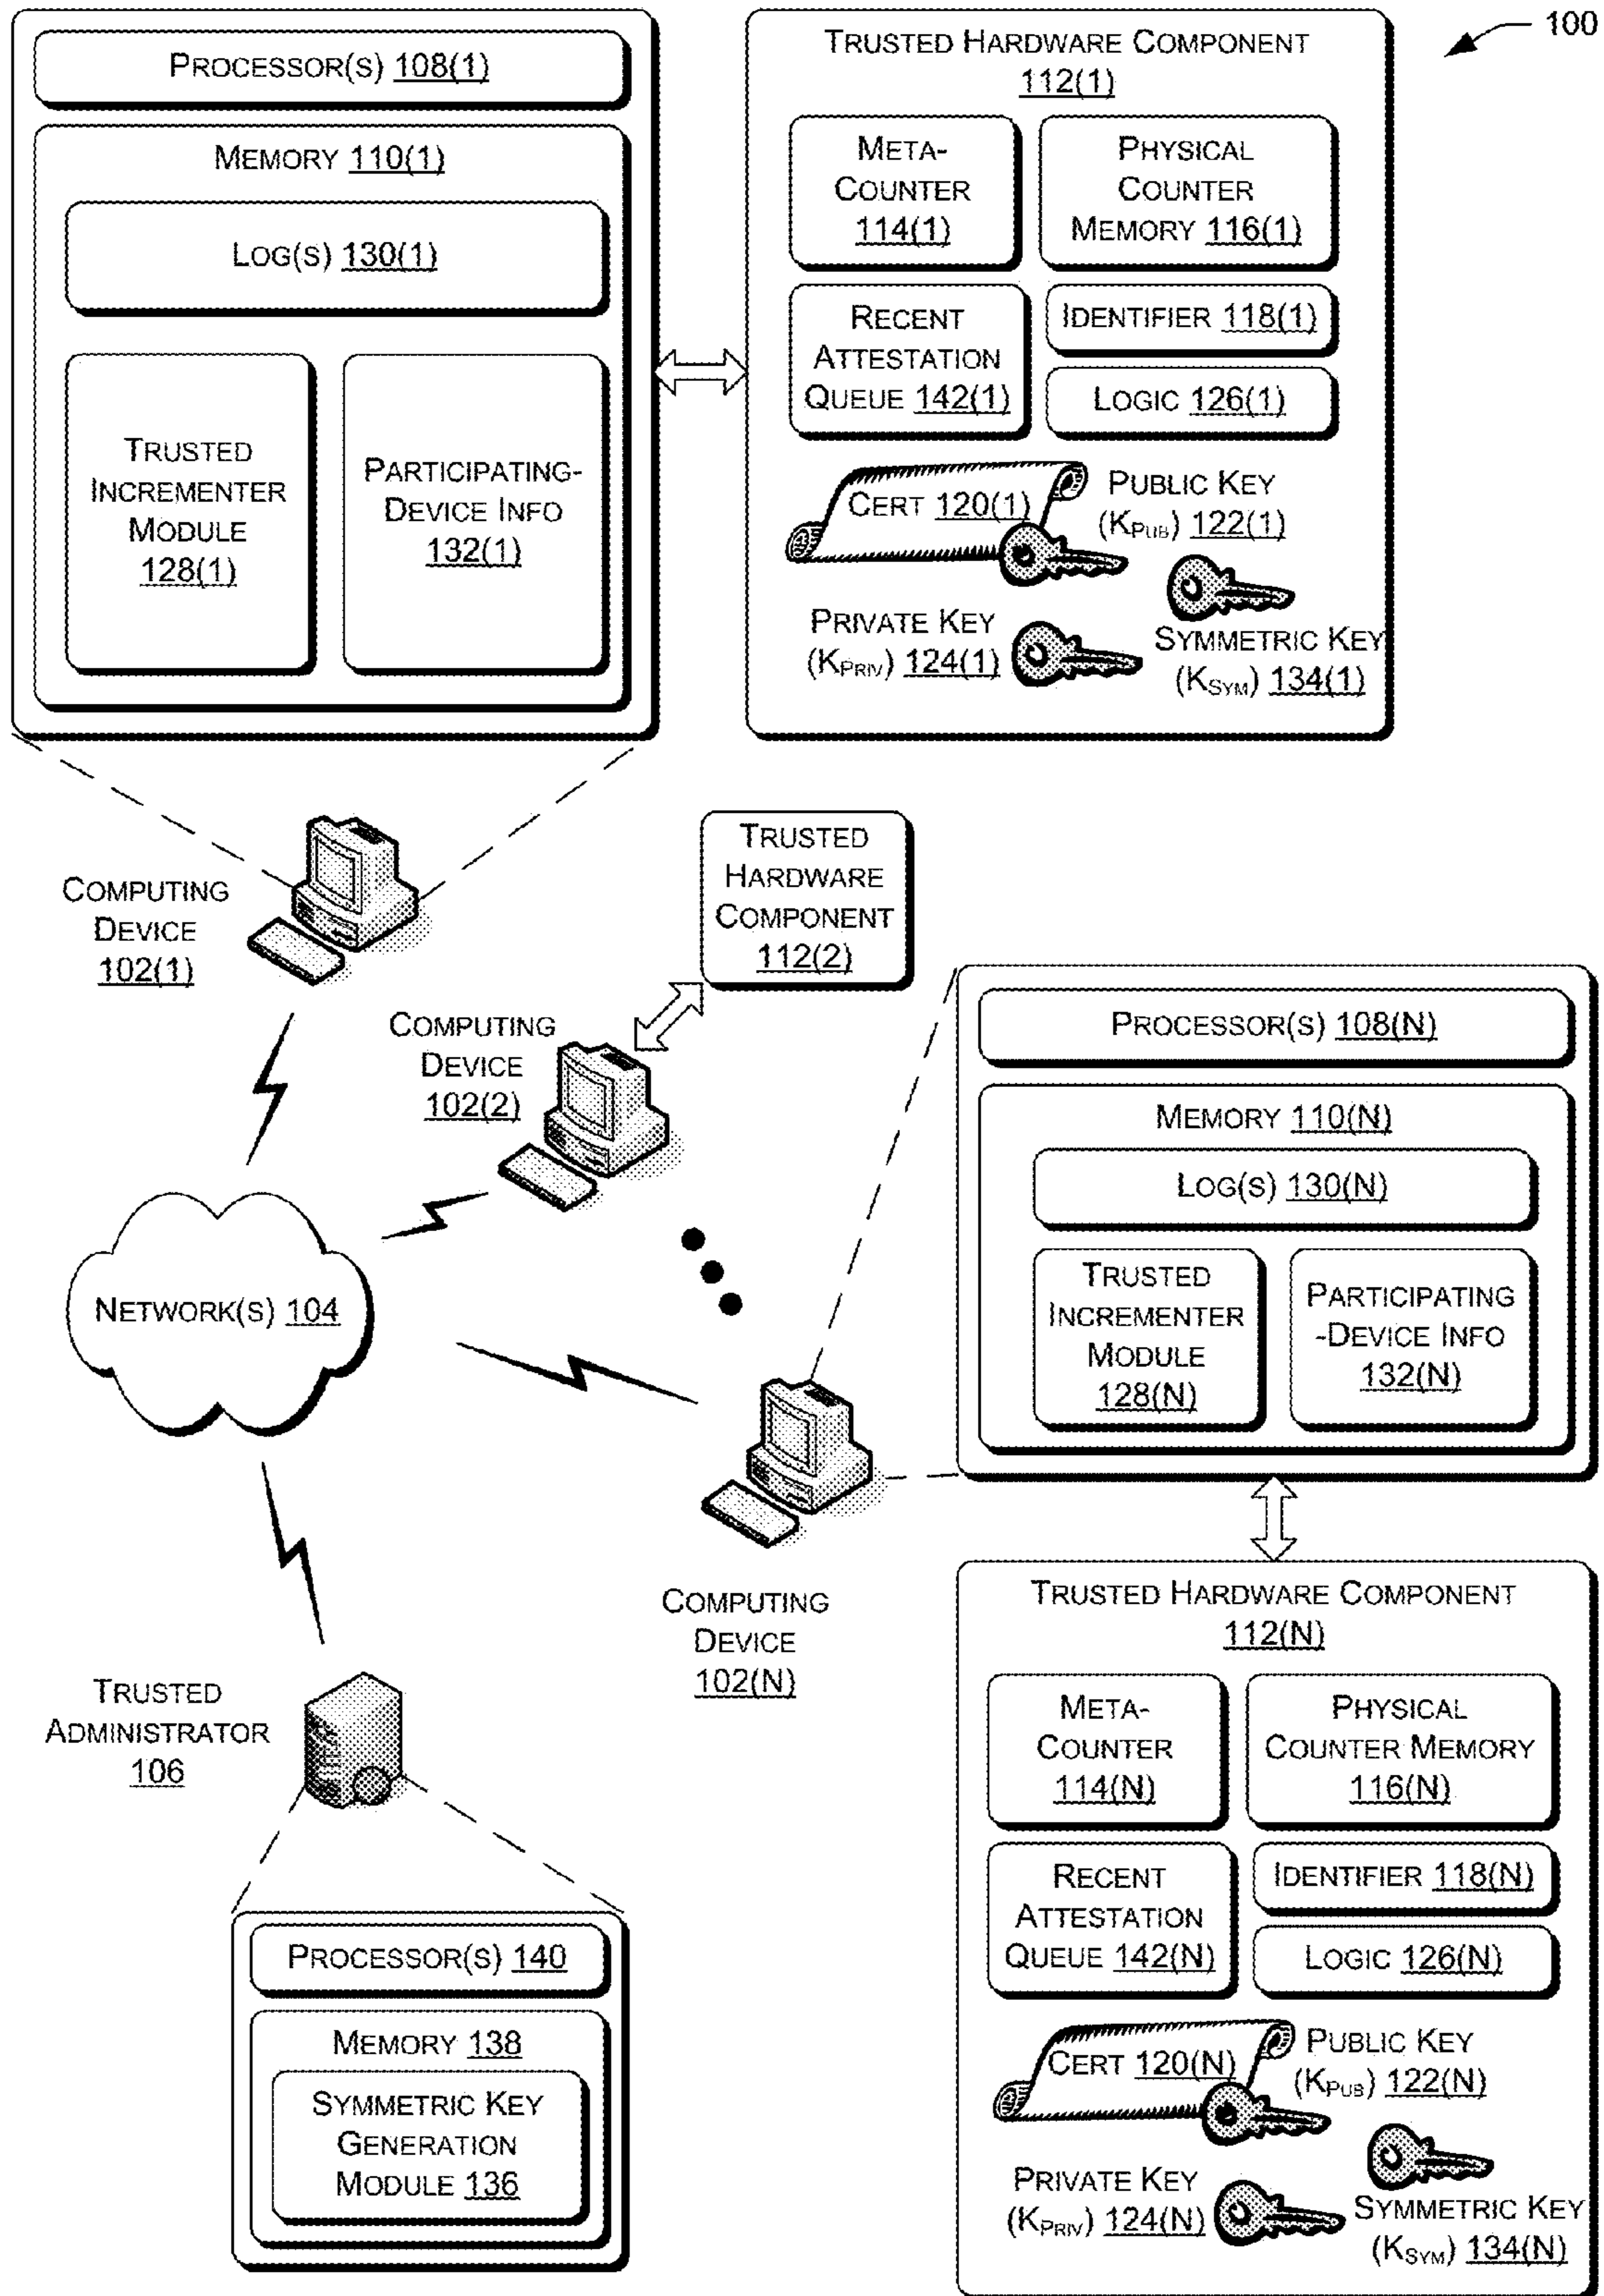 100
PROCESSOR(S) 108(1)
MEMORY 110(1)
LOG(S) 130(1)
TRUSTED
INCREMENTER
MODULE
128(1)
PARTICIPATING-
DEVICE INFO
132(1)
TRUSTED HARDWARE COMPONENT
112(1)
META-
COUNTER
114(1)
PHYSICAL
COUNTER
MEMORY 116(1)
RECENT
ATTESTATION
QUEUE 142(1)
IDENTIFIER 118(1)
LOGIC 126(1)
CERT 120(1)
PUBLIC KEY
(KPUB) 122(1)
PRIVATE KEY
(KPRIV) 124(1)
SYMMETRIC KEY
(KSYM) 134(1)
COMPUTING
DEVICE
102(1)
TRUSTED
HARDWARE
COMPONENT
112(2)
COMPUTING
DEVICE
102(2)
PROCESSOR(S) 108(N)
MEMORY 110(N)
LOG(S) 130(N)
TRUSTED
INCREMENTER
MODULE
128(N)
PARTICIPATING
-DEVICE INFO
132(N)
NETWORK(S) 104
COMPUTING
DEVICE
102(N)
TRUSTED HARDWARE COMPONENT
112(N)
META-
COUNTER
114(N)
PHYSICAL
COUNTER MEMORY
116(N)
RECENT
ATTESTATION
QUEUE 142(N)
IDENTIFIER 118(N)
LOGIC 126(N)
CERT 120(N)
PUBLIC KEY
(KPUB) 122(N)
PRIVATE KEY
(KPRIV) 124(N)
SYMMETRIC KEY
(KSYM) 134(N)
TRUSTED
ADMINISTRATOR
106
PROCESSOR(S) 140
MEMORY 138
SYMMETRIC KEY
GENERATION
MODULE 136